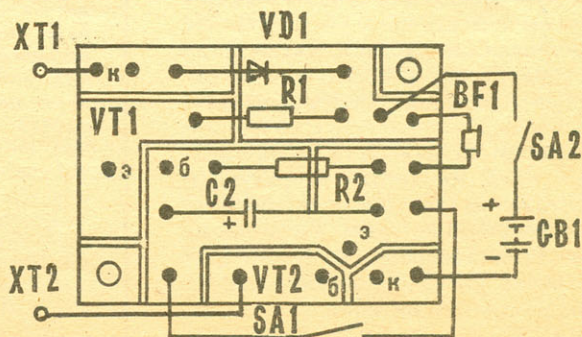 XT1
VD1
к
R1
BF1
VT1
SA2
э
б
C2
+
R2
+
GB1
-
э
XT2
VT2
б
к
SA1